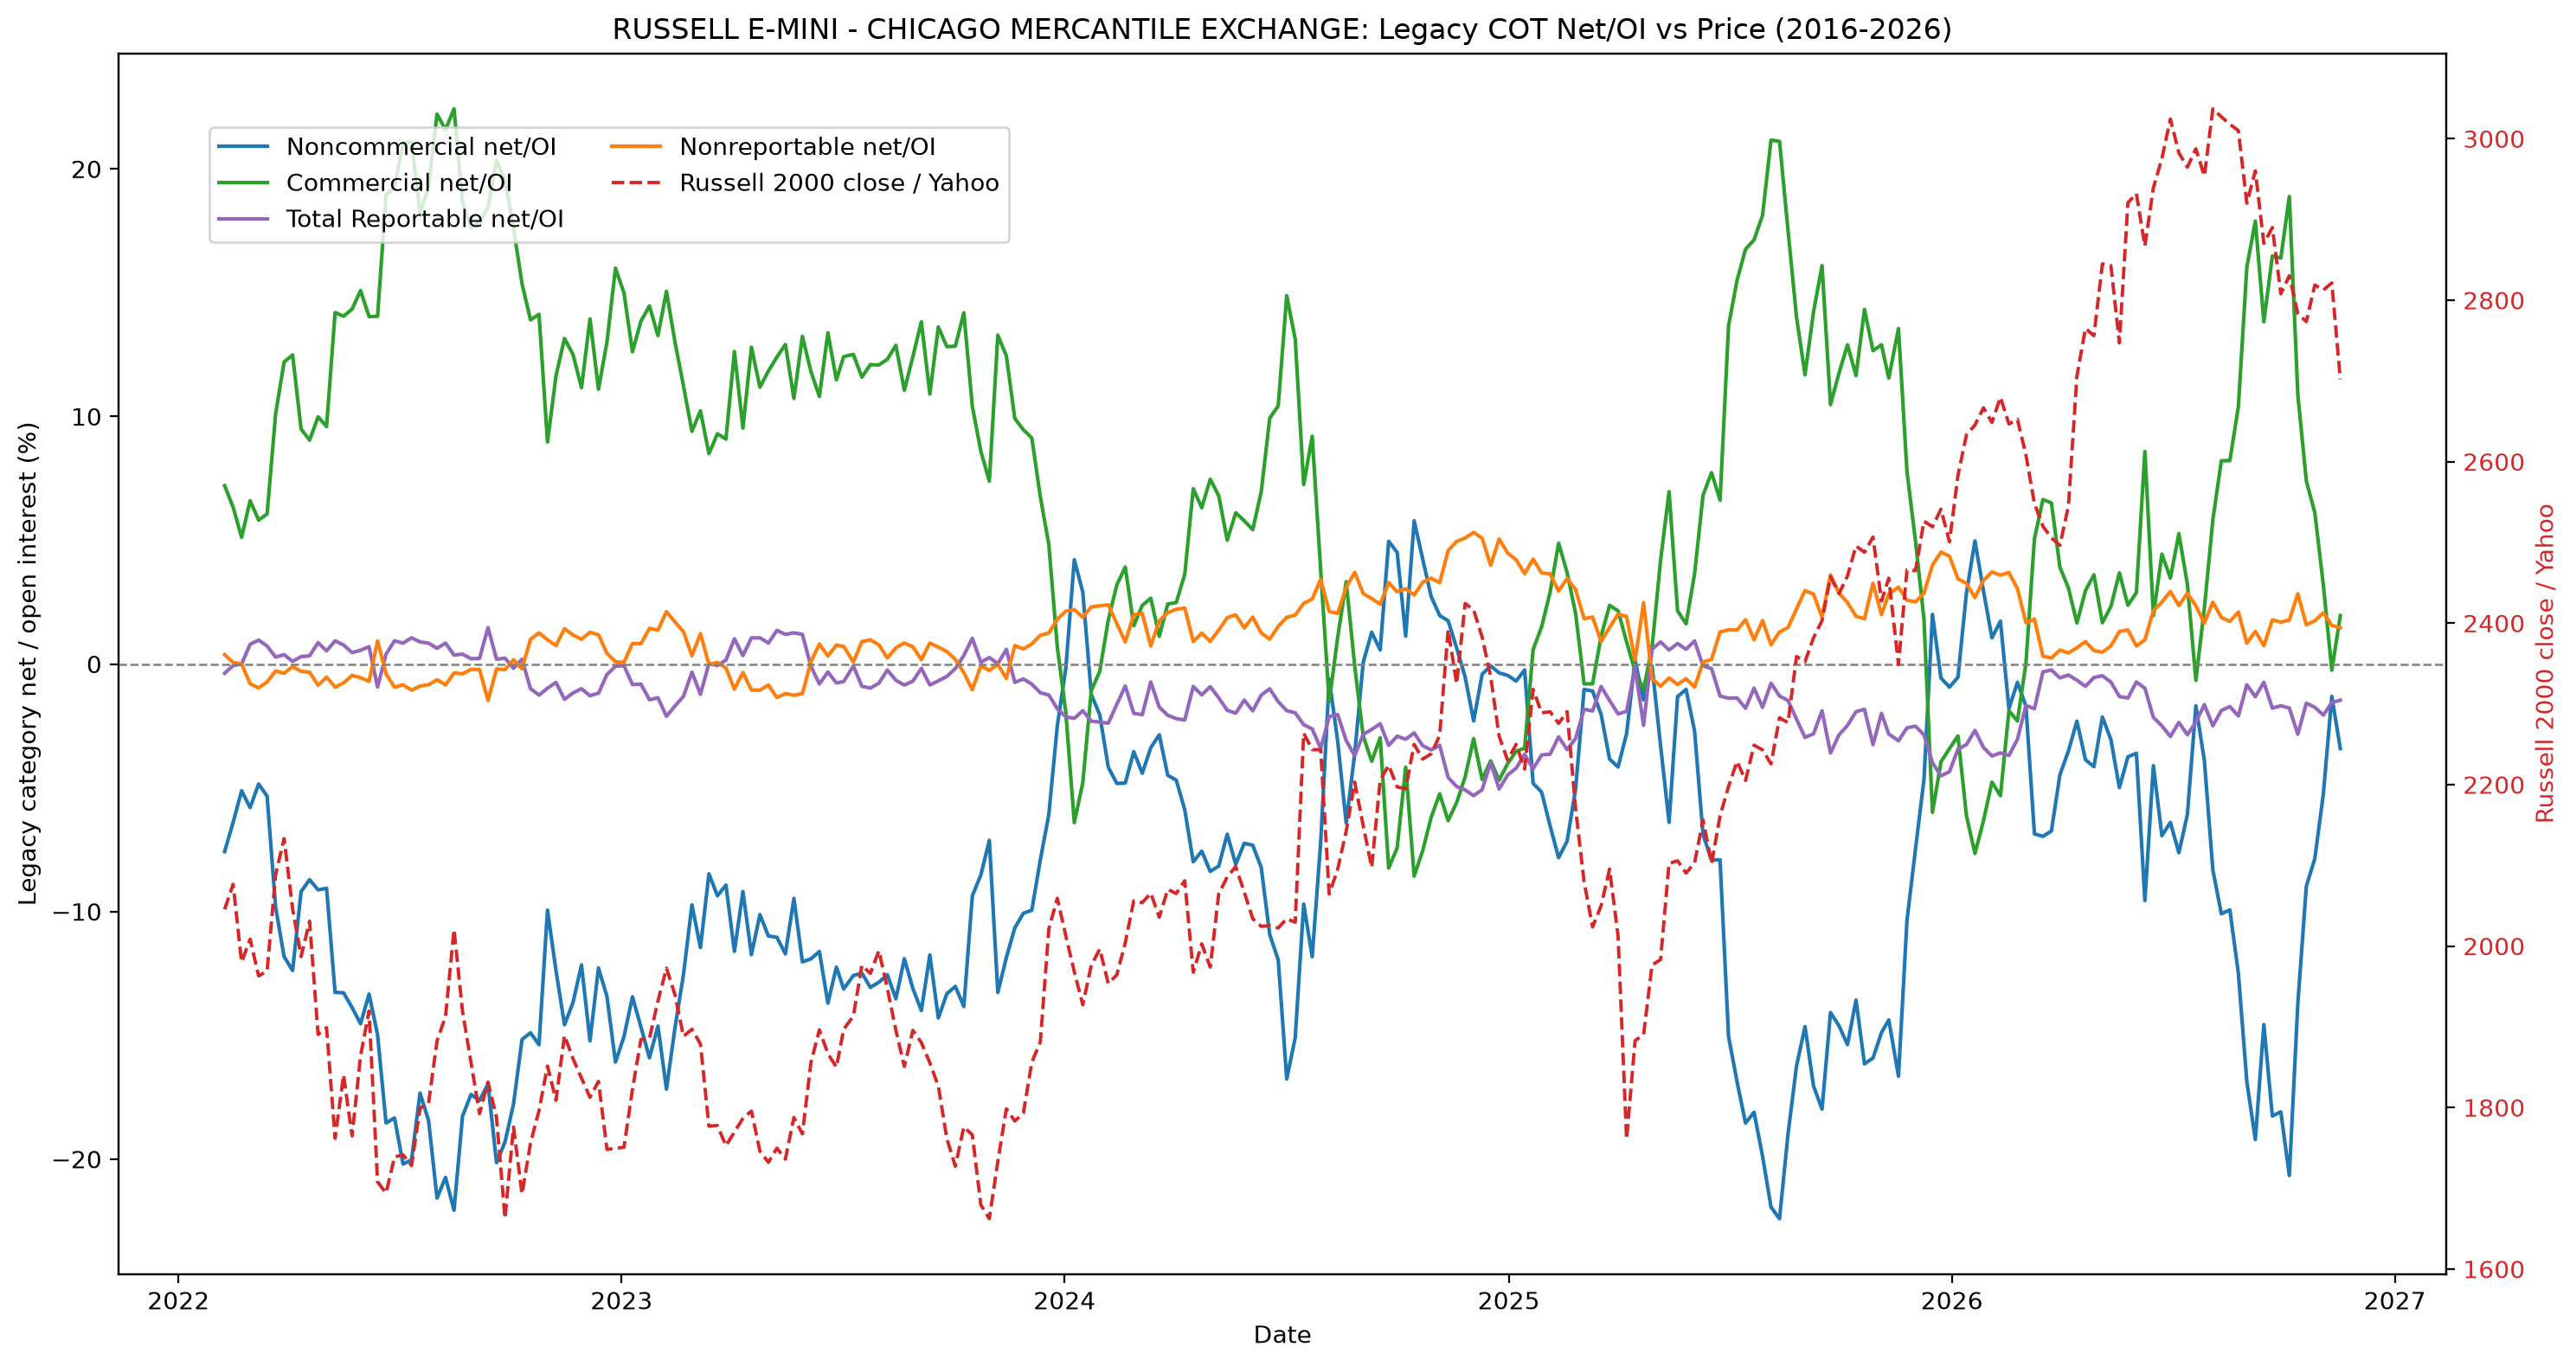 RUSSELL E-MINI - CHICAGO MERCANTILE EXCHANGE: Legacy COT Net/OI vs Price (2016-2026)
Noncommercial net/OI
Commercial net/OI
Total Reportable net/OI
Nonreportable net/OI
Russell 2000 close / Yahoo
Legacy category net / open interest (%)
20
10
0
−10
−20
3000
2800
2600
2400
2200
2000
1800
1600
Russell 2000 close / Yahoo
2022 2023 2024 2025 2026 2027
Date